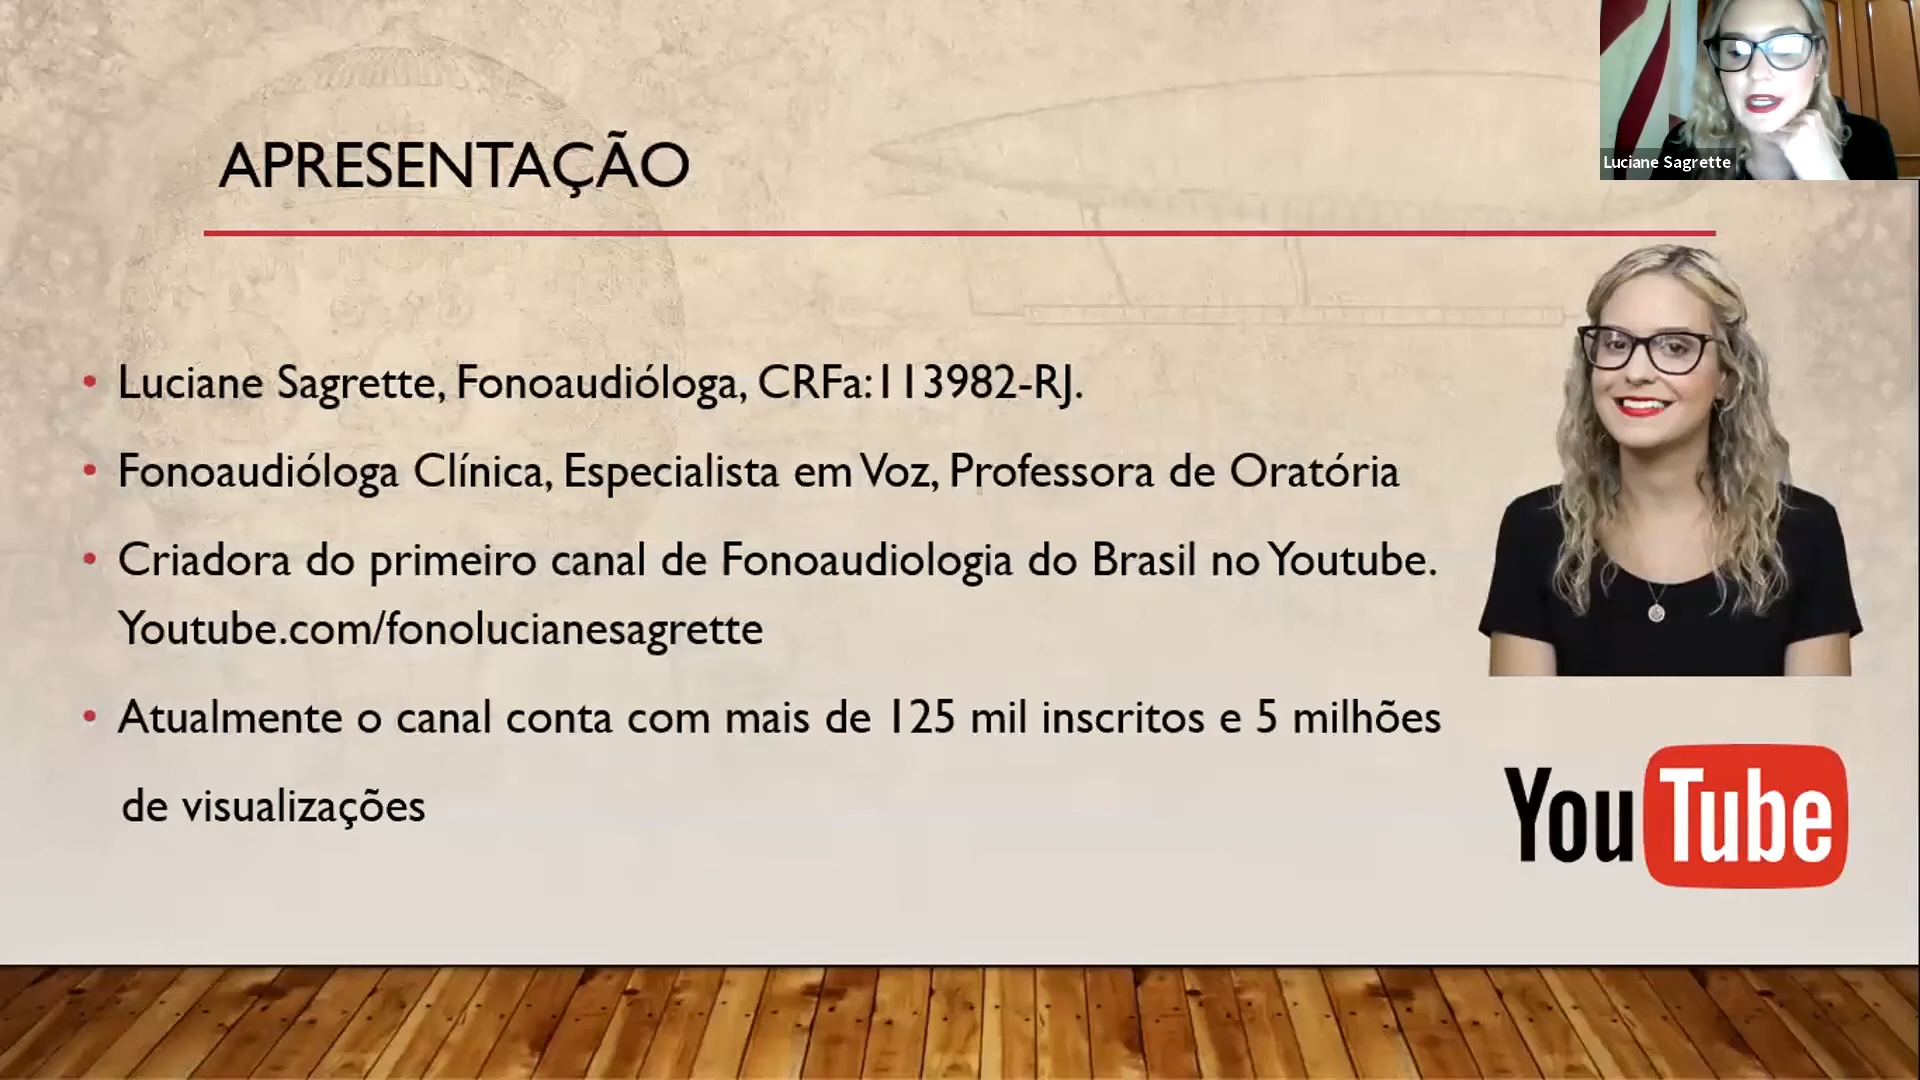 Luciane Sagrette
APRESENTAÇÃO
Luciane Sagrette, Fonoaudióloga, CRFa:113982-RJ.
Fonoaudióloga Clínica, Especialista em Voz, Professora de Oratória
Criadora do primeiro canal de Fonoaudiologia do Brasil no Youtube.
Youtube.com/fonolucianesagrette
Atualmente o canal conta com mais de 125 mil inscritos e 5 milhões
de visualizações
YouTube